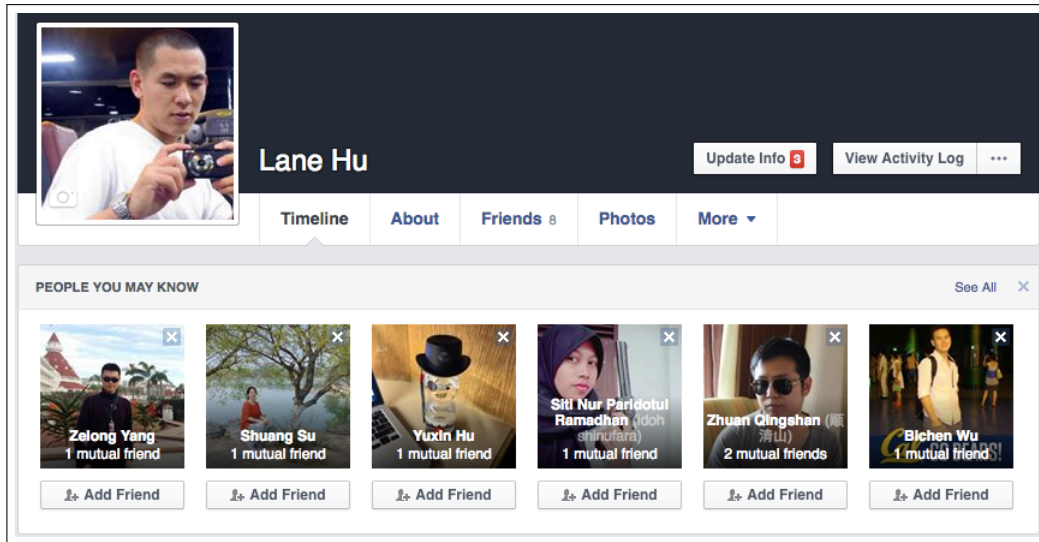 Lane Hu
Update Info 3
View Activity Log
Timeline
About
Friends 8
Photos
More
PEOPLE YOU MAY KNOW
See All
Zelong Yang
1 mutual friend
Shuang Su
1 mutual friend
Yuxin Hu
1 mutual friend
Siti Nur Paridotul
Ramadhan (idoh
shinufara)
1 mutual friend
Zhuan Qingshan (顺
清山)
2 mutual friends
Bichen Wu
1 mutual friend
Cal GO BEARS!
Add Friend
Add Friend
Add Friend
Add Friend
Add Friend
Add Friend